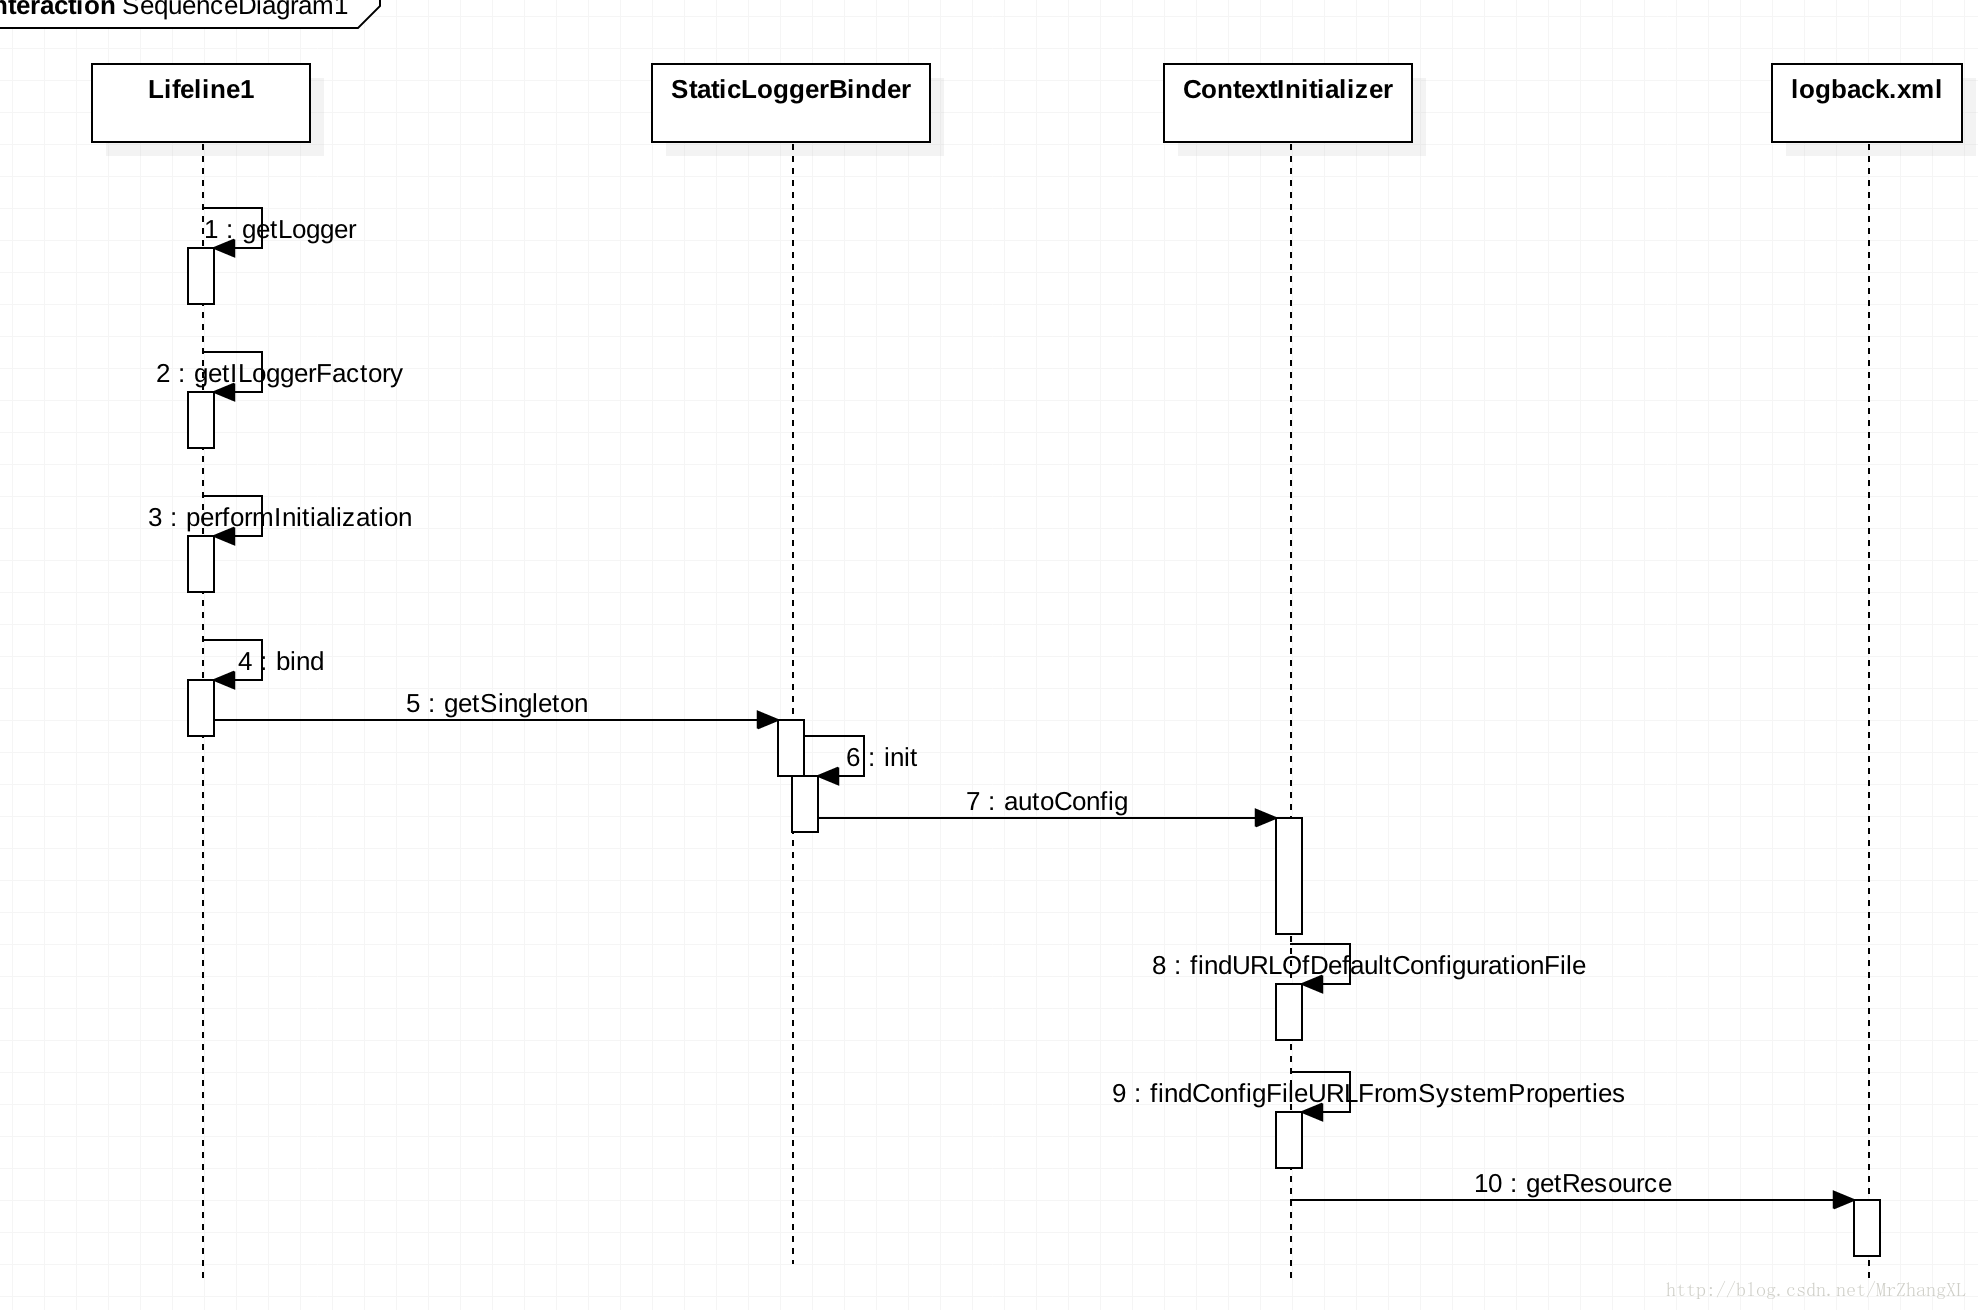 nteraction SequenceDiagram1
Lifeline1
StaticLoggerBinder
ContextInitializer
logback.xml
1 : getLogger
2 : getILoggerFactory
3 : performInitialization
4 : bind
5 : getSingleton
6 : init
7 : autoConfig
8 : findURLOfDefaultConfigurationFile
9 : findConfigFileURLFromSystemProperties
10 : getResource
http://blog.csdn.net/MrZhangXL